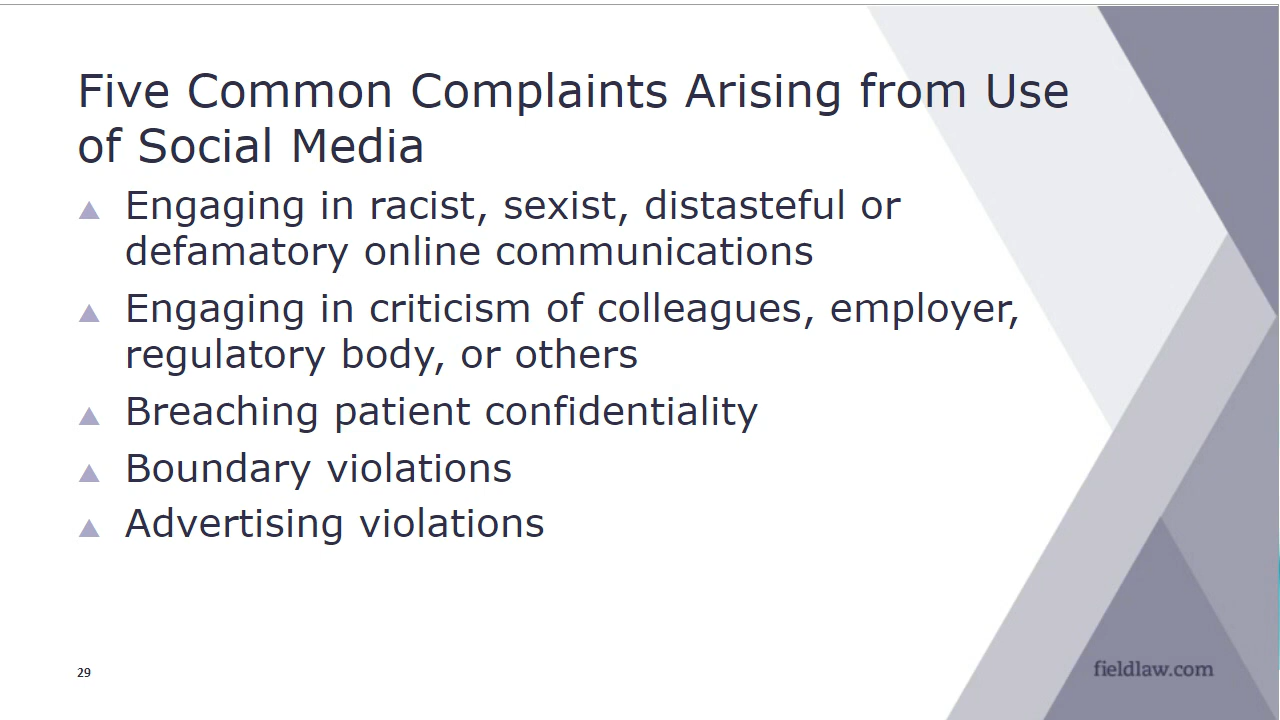 Five Common Complaints Arising from Use
of Social Media
Engaging in racist, sexist, distasteful or
defamatory online communications
Engaging in criticism of colleagues, employer,
regulatory body, or others
Breaching patient confidentiality
Boundary violations
Advertising violations
29
fieldlaw.com